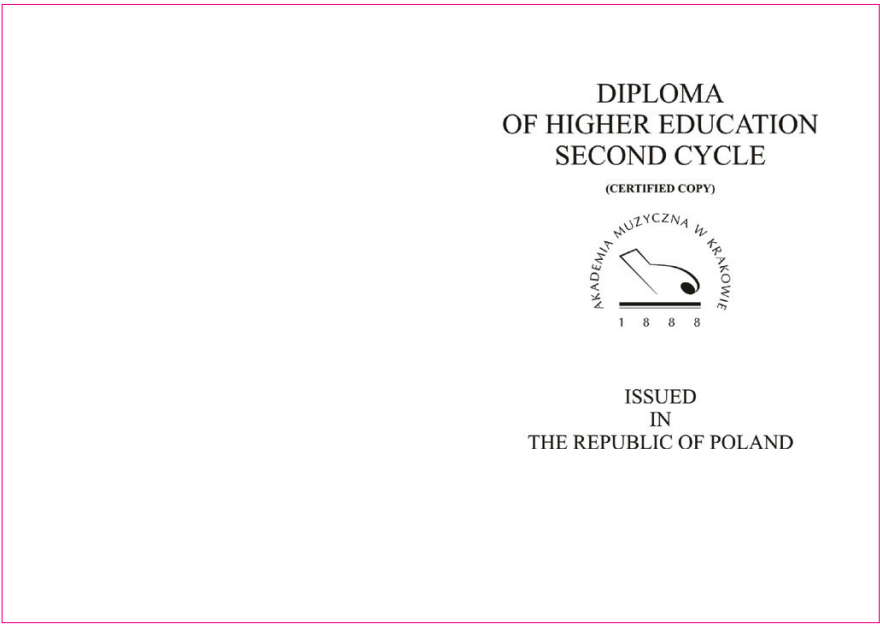 DIPLOMA
OF HIGHER EDUCATION
SECOND CYCLE
(CERTIFIED COPY)
AKADEMIA MUZYCZNA W KRAKOWIE
1 8 8 8
ISSUED
IN
THE REPUBLIC OF POLAND